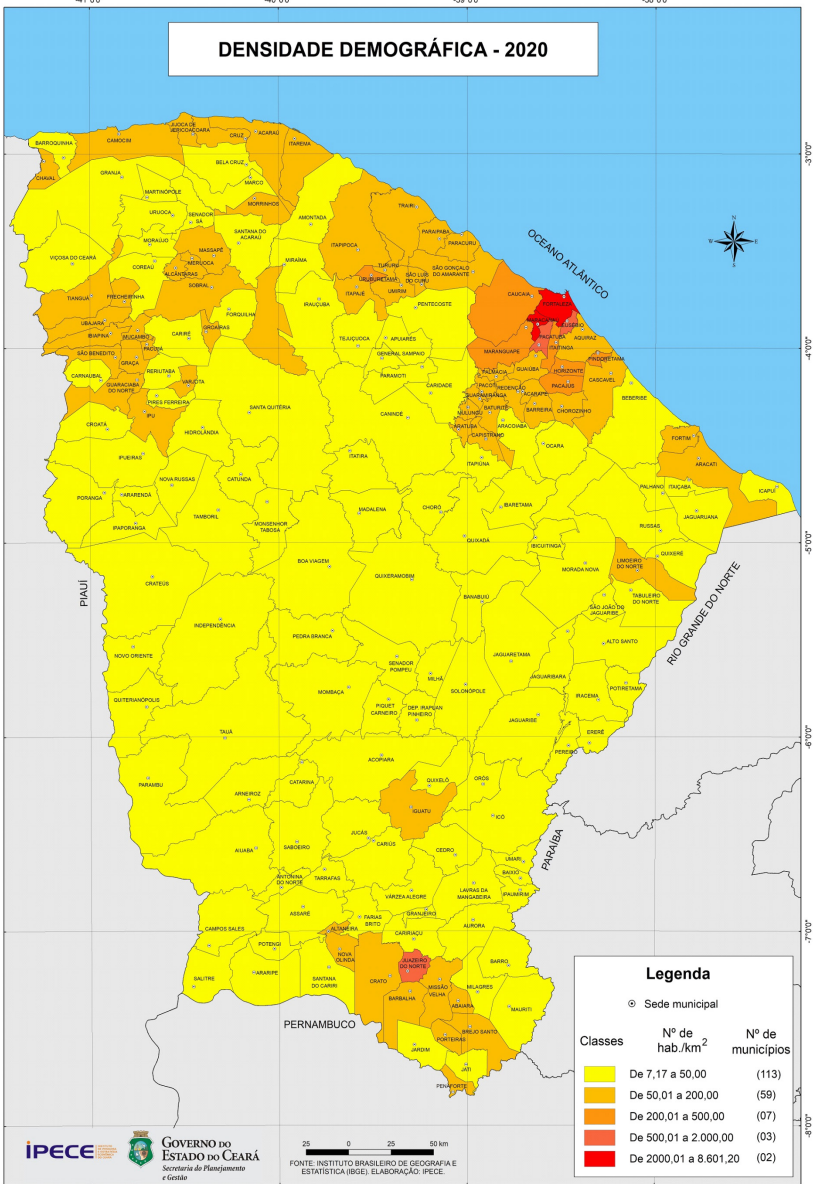 -41°0'0"
-40°0'0"
-39°0'0"
-38°0'0"
DENSIDADE DEMOGRÁFICA - 2020
JIJOCA DE
JERICOACOARA
CRUZ
ACARAÚ
CAMOCIM
ITAREMA
BARROQUINHA
-3°0'0"
CHAVAL
GRANJA
BELA CRUZ
MARCO
MARTINÓPOLE
MORRINHOS
URUOCA
SENADOR
SÁ
AMONTADA
TRAIRI
MORAÚJO
SANTANA DO
ACARAÚ
ITAPIPOCA
PARAIPABA
PARACURU
OCEANO ATLÂNTICO
N
W
E
S
VIÇOSA DO CEARÁ
COREAÚ
MASSAPÊ
MERUOCA
ALCÂNTARAS
MIRAÍMA
TURURU
URUBURETAMA
SÃO LUIS
DO CURU
SÃO GONÇALO
DO AMARANTE
SOBRAL
ITAPAJÉ
UMIRIM
TIANGUÁ
FRECHEIRINHA
IRAUÇUBA
PENTECOSTE
CAUCAIA
FORTALEZA
FORQUILHA
UBAJARA
MUCAMBO
GROAÍRAS
EUSÉBIO
IBIAPINA
CARIRÉ
TEJUÇUOCA
APUIARÉS
PACATUBA
AQUIRAZ
-4°0'0"
SÃO BENEDITO
PACUJÁ
GENERAL SAMPAIO
MARANGUAPE
ITAITINGA
PINDORETAMA
GRAÇA
RERIUTABA
GUAIÚBA
HORIZONTE
CARNAUBAL
GUARACIABA
DO NORTE
VARJOTA
PARAMOTI
PALMÁCIA
PACOTI
REDENÇÃO
PACAJUS
CASCAVEL
PIRES FERREIRA
CARIDADE
GUARAMIRANGA
ACARAPE
BEBERIBE
IPU
SANTA QUITÉRIA
CANINDE
MULUNGU
BATURITÉ
BARREIRA
CHOROZINHO
CROATÁ
HIDROLÂNDIA
ARATUBA
ARACOIABA
CAPISTRANO
FORTIM
OCARA
IPUEIRAS
ITATIRA
ITAPIÚNA
ARACATI
NOVA RUSSAS
CATUNDA
PALHANO
ITAIÇABA
ICAPUÍ
PORANGA
ARARENDÁ
IBARETAMA
TAMBORIL
MONSENHOR
TABOSA
MADALENA
CHORÓ
JAGUARUANA
IPAPORANGA
RUSSAS
QUIXADÁ
IBICUITINGA
-5°0'0"
QUIXERÉ
BOA VIAGEM
LIMOEIRO
DO NORTE
PIAUÍ
CRATEÚS
QUIXERAMOBIM
MORADA NOVA
BANABUIÚ
TABULEIRO
DO NORTE
SÃO JOÃO DO
JAGUARIBE
RIO GRANDE DO NORTE
INDEPENDÊNCIA
PEDRA BRANCA
ALTO SANTO
NOVO ORIENTE
SENADOR
POMPEU
JAGUARETAMA
MILHÃ
JAGUARIBARA
POTIRETAMA
QUITERIANÓPOLIS
MOMBAÇA
SOLONÓPOLE
IRACEMA
PIQUET
CARNEIRO
DEP. IRAPUAN
PINHEIRO
JAGUARIBE
TAUÁ
ERERÊ
-6°0'0"
PEREIRO
ACOPIARA
PARAMBU
CATARINA
QUIXELÔ
ORÓS
ARNEIROZ
IGUATU
ICÓ
JUCÁS
CARIÚS
AIUABA
SABOEIRO
CEDRO
UMARI
PARAÍBA
BAIXIO
ANTONINA
DO NORTE
TARRAFAS
LAVRAS DA
MANGABEIRA
IPAUMIRIM
VÁRZEA ALEGRE
ASSARÉ
FARIAS
BRITO
GRANJEIRO
CAMPOS SALES
ALTANEIRA
AURORA
-7°0'0"
CARIRIAÇU
POTENGI
NOVA
OLINDA
JUAZEIRO
DO NORTE
BARRO
SALITRE
ARARIPE
SANTANA
DO CARIRI
CRATO
MISSÃO
VELHA
MILAGRES
BARBALHA
ABAIARA
MAURITI
PERNAMBUCO
BREJO SANTO
PORTEIRAS
JARDIM
JATI
PENAFORTE
Legenda
Sede municipal
Classes
Nº de
hab./km²
Nº de
municípios
De 7,17 a 50,00 (113)
De 50,01 a 200,00 (59)
De 200,01 a 500,00 (07)
De 500,01 a 2.000,00 (03)
De 2000,01 a 8.601,20 (02)
-8°0'0"
IPECE
GOVERNO DO
ESTADO DO CEARÁ
Secretaria do Planejamento
e Gestão
25 0 25 50 km
FONTE: INSTITUTO BRASILEIRO DE GEOGRAFIA E
ESTATÍSTICA (IBGE). ELABORAÇÃO: IPECE.